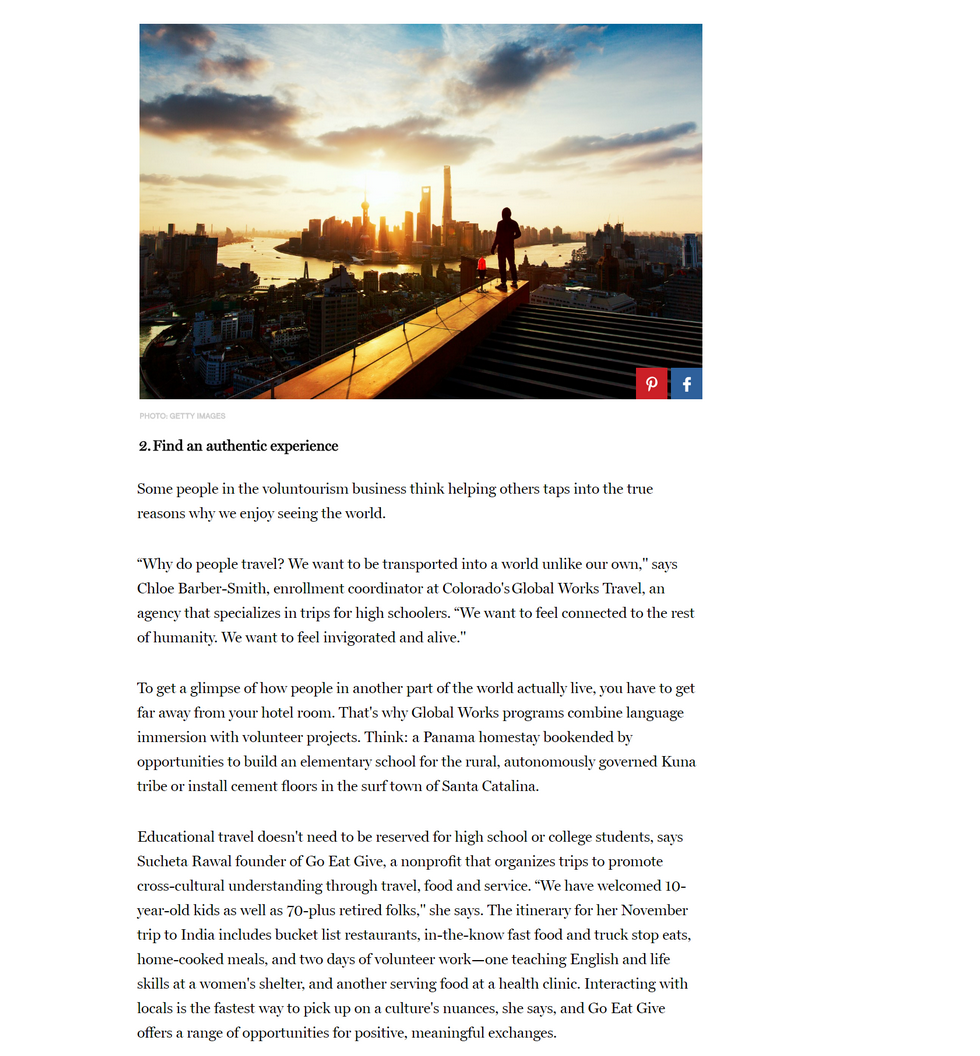 PHOTO: GETTY IMAGES
2. Find an authentic experience
Some people in the voluntourism business think helping others taps into the true
reasons why we enjoy seeing the world.
“Why do people travel? We want to be transported into a world unlike our own," says
Chloe Barber-Smith, enrollment coordinator at Colorado's Global Works Travel, an
agency that specializes in trips for high schoolers. “We want to feel connected to the rest
of humanity. We want to feel invigorated and alive."
To get a glimpse of how people in another part of the world actually live, you have to get
far away from your hotel room. That's why Global Works programs combine language
immersion with volunteer projects. Think: a Panama homestay bookended by
opportunities to build an elementary school for the rural, autonomously governed Kuna
tribe or install cement floors in the surf town of Santa Catalina.
Educational travel doesn't need to be reserved for high school or college students, says
Sucheta Rawal founder of Go Eat Give, a nonprofit that organizes trips to promote
cross-cultural understanding through travel, food and service. “We have welcomed 10-
year-old kids as well as 70-plus retired folks," she says. The itinerary for her November
trip to India includes bucket list restaurants, in-the-know fast food and truck stop eats,
home-cooked meals, and two days of volunteer work—one teaching English and life
skills at a women's shelter, and another serving food at a health clinic. Interacting with
locals is the fastest way to pick up on a culture's nuances, she says, and Go Eat Give
offers a range of opportunities for positive, meaningful exchanges.